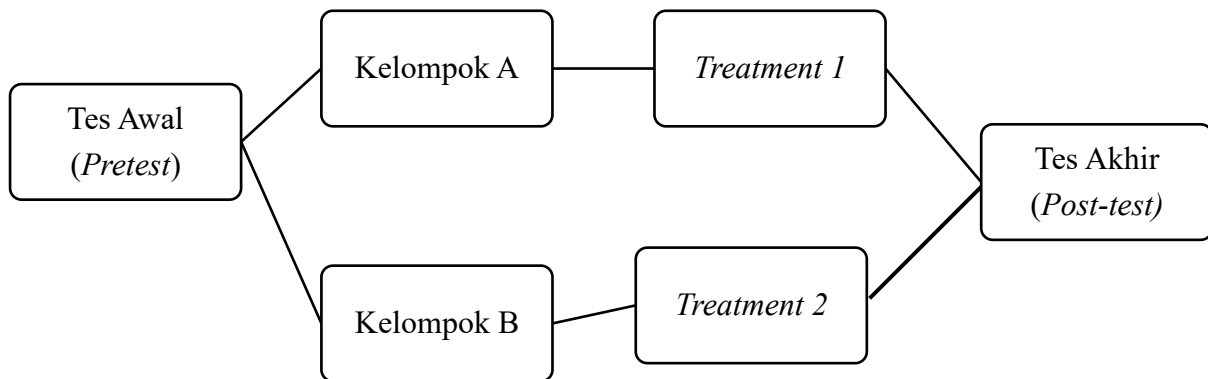 Tes Awal
(Pretest)
Kelompok A
Treatment 1
Kelompok B
Treatment 2
Tes Akhir
(Post-test)